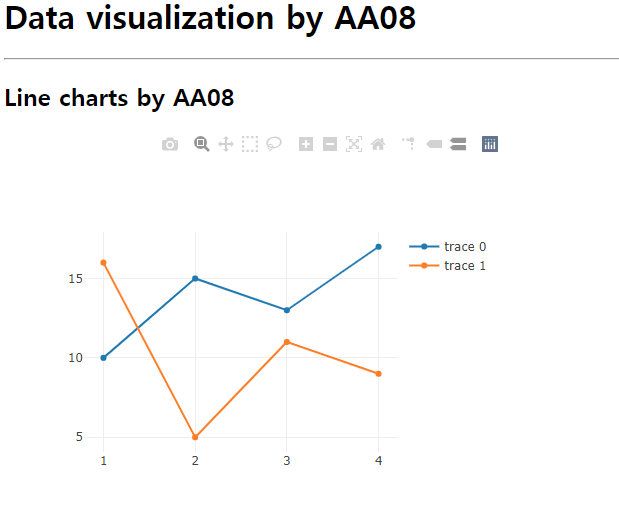 Data visualization by AA08
Line charts by AA08
trace 0
trace 1
15
10
5
1 2 3 4